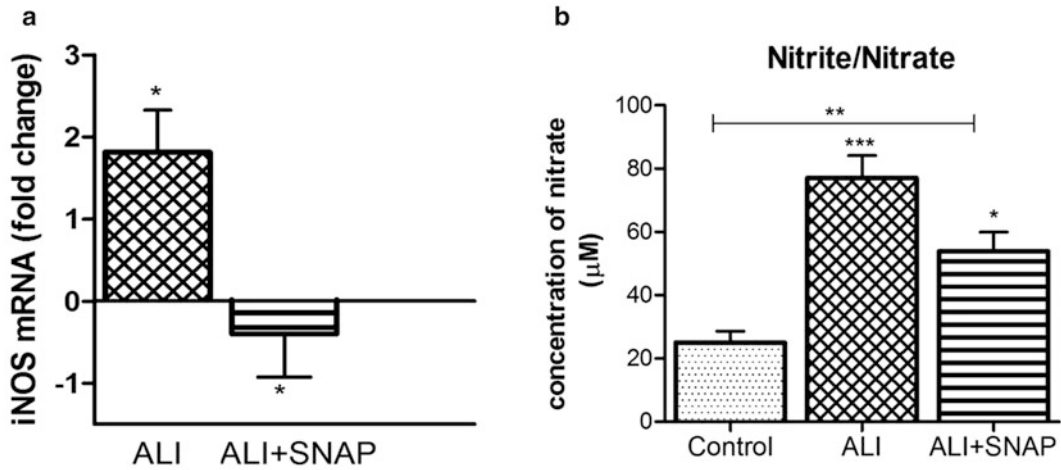 a
iNOS mRNA (fold change)
3
2
1
0
-1
*
*
ALI
ALI+SNAP
b
Nitrite/Nitrate
concentration of nitrate
(μM)
100
80
60
40
20
0
**
***
*
Control
ALI
ALI+SNAP